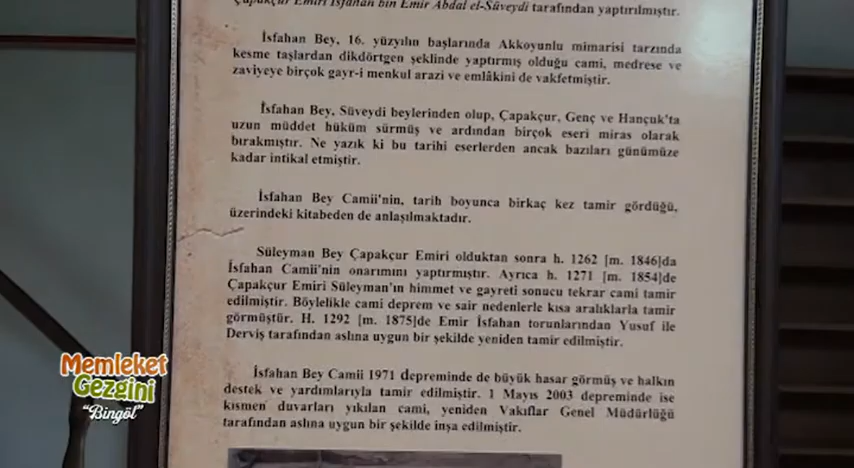 Çapakçur Emiri İsfahan bin Emir Abdal el-Süveydi tarafından yaptırılmıştır.
İsfahan Bey, 16. yüzyılın başlarında Akkoyunlu mimarisi tarzında
kesme taşlardan dikdörtgen şeklinde yaptırmış olduğu cami, medrese ve
zaviyeye birçok gayr-i menkul arazi ve emlâkini de vakfetmiştir.
İsfahan Bey, Süveydi beylerinden olup, Çapakçur, Genç ve Hançuk'ta
uzun müddet hüküm sürmüş ve ardından birçok eseri miras olarak
bırakmıştır. Ne yazık ki bu tarihi eserlerden ancak bazıları günümüze
kadar intikal etmiştir.
İsfahan Bey Camii'nin, tarih boyunca birkaç kez tamir gördüğü,
üzerindeki kitabeden de anlaşılmaktadır.
Süleyman Bey Çapakçur Emiri olduktan sonra h. 1262 [m. 1846]da
İsfahan Camii'nin onarımını yaptırmıştır. Ayrıca h. 1271 [m. 1854]de
Çapakçur Emiri Süleyman'ın himmet ve gayreti sonucu tekrar cami tamir
edilmiştir. Böylelikle cami deprem ve sair nedenlerle kısa aralıklarla tamir
görmüştür. H. 1292 [m. 1875]de Emir İsfahan torunlarından Yusuf ile
Derviş tarafından aslına uygun bir şekilde yeniden tamir edilmiştir.
İsfahan Bey Camii 1971 depreminde de büyük hasar görmüş ve halkın
destek ve yardımlarıyla tamir edilmiştir. 1 Mayıs 2003 depreminde ise
kısmen duvarları yıkılan cami, yeniden Vakıflar Genel Müdürlüğü
tarafından aslına uygun bir şekilde inşa edilmiştir.
Memleket
Gezgini
"Bingöl"